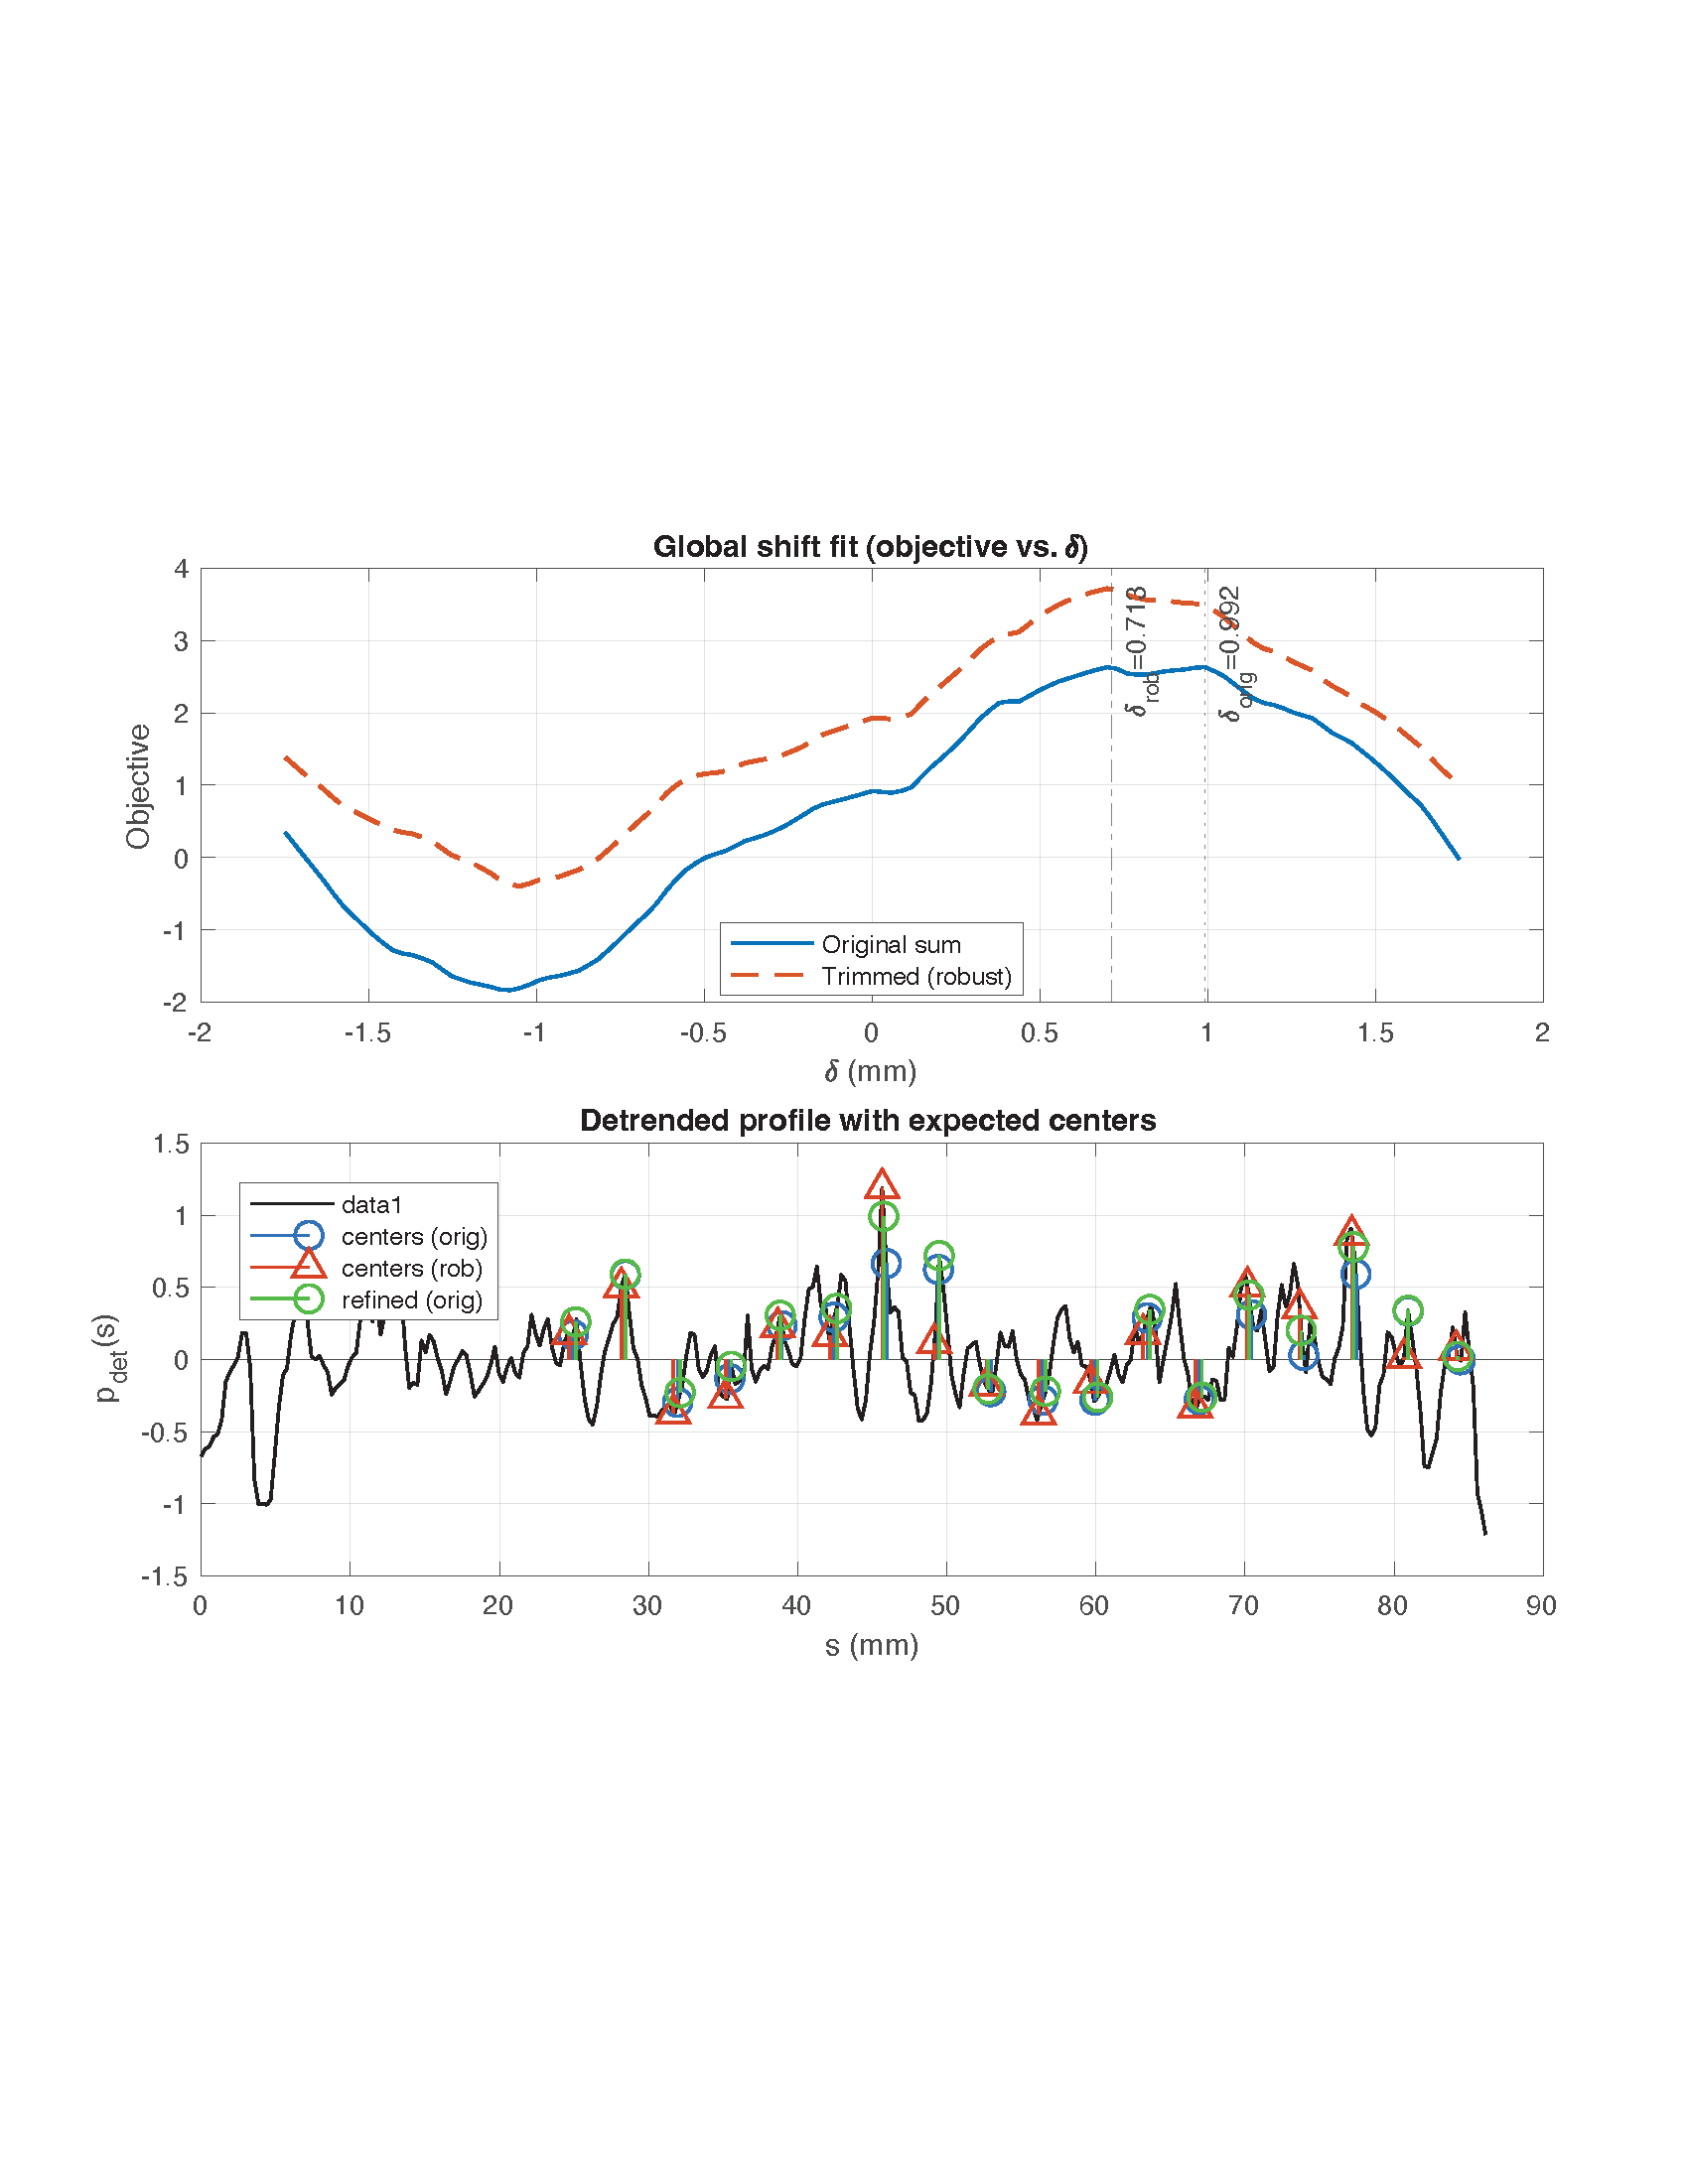 Global shift fit (objective vs. δ)
4
3
2
1
0
-1
-2
Objective
δrob=0.718
δorig=0.992
Original sum
Trimmed (robust)
-2 -1.5 -1 -0.5 0 0.5 1 1.5 2
δ (mm)
Detrended profile with expected centers
1.5
1
0.5
0
-0.5
-1
-1.5
pdet(s)
data1
centers (orig)
centers (rob)
refined (orig)
0 10 20 30 40 50 60 70 80 90
s (mm)